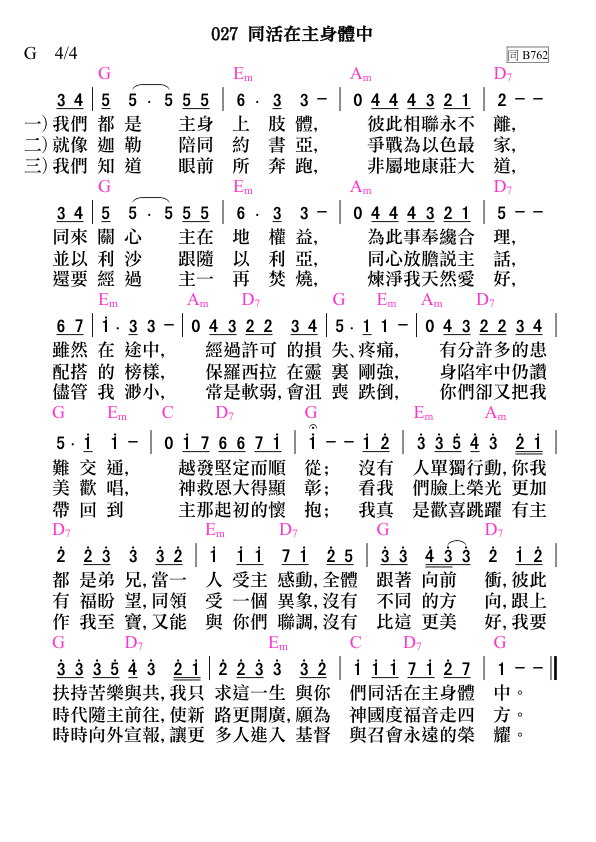 027 同活在主身體中
G 4/4 同 B762
G Em Am D7
3 4 | 5 5 · 5 5 5 | 6 · 3 3 – | 0 4 4 4 3 2 1 | 2 – –
一)我們 都 是 主身 上 肢 體, 彼此相聯永不 離,
二)就像 迦 勒 陪同 約 書 亞, 爭戰為以色最 家,
三)我們 知 道 眼前 所 奔 跑, 非屬地康莊大 道,
G Em Am D7
3 4 | 5 5 · 5 5 5 | 6 · 3 3 – | 0 4 4 4 3 2 1 | 5 – –
同來 關 心 主在 地 權 益, 為此事奉纔合 理,
並以 利 沙 跟隨 以 利 亞, 同心放膽説主 話,
還要 經 過 主一 再 焚 燒, 煉淨我天然愛 好,
Em Am D7 G Em Am D7
6 7 | 1 · 3 3 – | 0 4 3 2 2 3 4 | 5 · 1 1 – | 0 4 3 2 2 3 4 |
雖然 在 途中, 經過許可 的損 失、疼痛, 有分許多的患
配搭 的 榜樣, 保羅西拉 在靈 裏 剛強, 身陷牢中仍讚
儘管 我 渺小, 常是軟弱,會沮 喪 跌倒, 你們卻又把我
G Em C D7 G Em Am
5 · 1 1 – | 0 1 7 6 6 7 1 | 1 – – 1 2 | 3 3 5 4 3 2 1 |
難 交 通, 越發堅定而順 從; 沒有 人單獨行動,你我
美 歡 唱, 神救恩大得顯 彰; 看我 們臉上榮光 更加
帶 回 到 主那起初的懷 抱; 我真 是歡喜跳躍 有主
D7 Em D7 G D7
2 2 3 3 3 2 | 1 1 1 7 1 2 5 | 3 3 4 3 3 2 1 2 |
都 是弟 兄,當一 人 受主 感動,全體 跟著 向前 衝,彼此
有 福盼 望,同領 受 一個 異象,沒有 不同 的方 向,跟上
作 我至 寶,又能 與 你們 聯調,沒有 比這 更美 好,我要
G D7 Em C D7 G
3 3 3 5 4 3 2 1 | 2 2 3 3 3 2 | 1 1 1 7 1 2 7 | 1 – – ||
扶持苦樂與共,我只 求這一生 與你 們同活在主身體 中。
時代隨主前往,使新 路更開廣,願為 神國度福音走四 方。
時時向外宣報,讓更 多人進入 基督 與召會永遠的榮 耀。